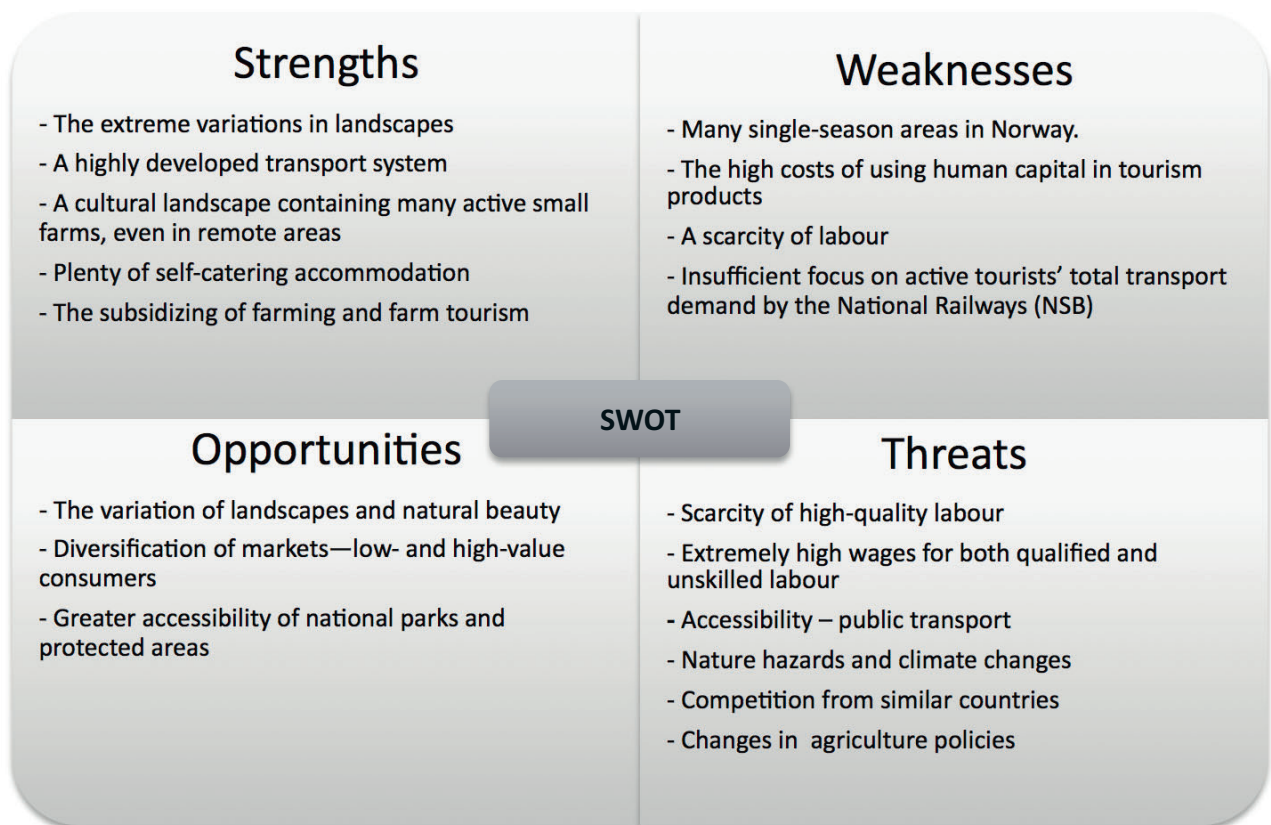 Strengths
- The extreme variations in landscapes
- A highly developed transport system
- A cultural landscape containing many active small
farms, even in remote areas
- Plenty of self-catering accommodation
- The subsidizing of farming and farm tourism
Weaknesses
- Many single-season areas in Norway.
- The high costs of using human capital in tourism
products
- A scarcity of labour
- Insufficient focus on active tourists’ total transport
demand by the National Railways (NSB)
SWOT
Opportunities
- The variation of landscapes and natural beauty
- Diversification of markets—low- and high-value
consumers
- Greater accessibility of national parks and
protected areas
Threats
- Scarcity of high-quality labour
- Extremely high wages for both qualified and
unskilled labour
- Accessibility – public transport
- Nature hazards and climate changes
- Competition from similar countries
- Changes in  agriculture policies